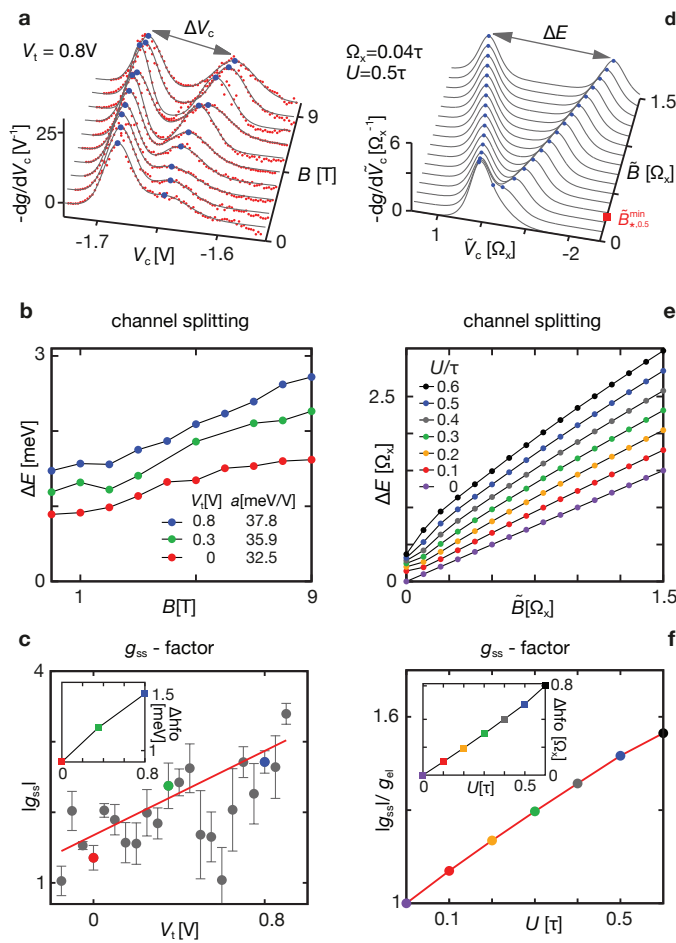 a
V_t = 0.8V
ΔV_c
-dg/dV_c [V⁻¹]
25
0
-1.7
-1.6
V_c [V]
0
9
B [T]
d
Ω_x=0.04τ
U=0.5τ
ΔE
-dg/dṼ_c [Ω_x⁻¹]
6
0
1
-2
Ṽ_c [Ω_x]
0
1.5
B̃ [Ω_x]
B̃^min_⋆,0.5
b
channel splitting
3
0
ΔE [meV]
V_t[V] a[meV/V]
0.8 37.8
0.3 35.9
0 32.5
1
9
B[T]
e
channel splitting
2.5
0
ΔE [Ω_x]
U/τ
0.6
0.5
0.4
0.3
0.2
0.1
0
0
1.5
B̃[Ω_x]
c
g_ss - factor
4
1
|g_ss|
1.5
1
Δhfo [meV]
0
0.8
0
0.8
V_t [V]
f
g_ss - factor
1.6
1
|g_ss|/ g_el
0.8
0
Δhfo [Ω_x]
0
0.6
U[τ]
0.1
0.5
U [τ]